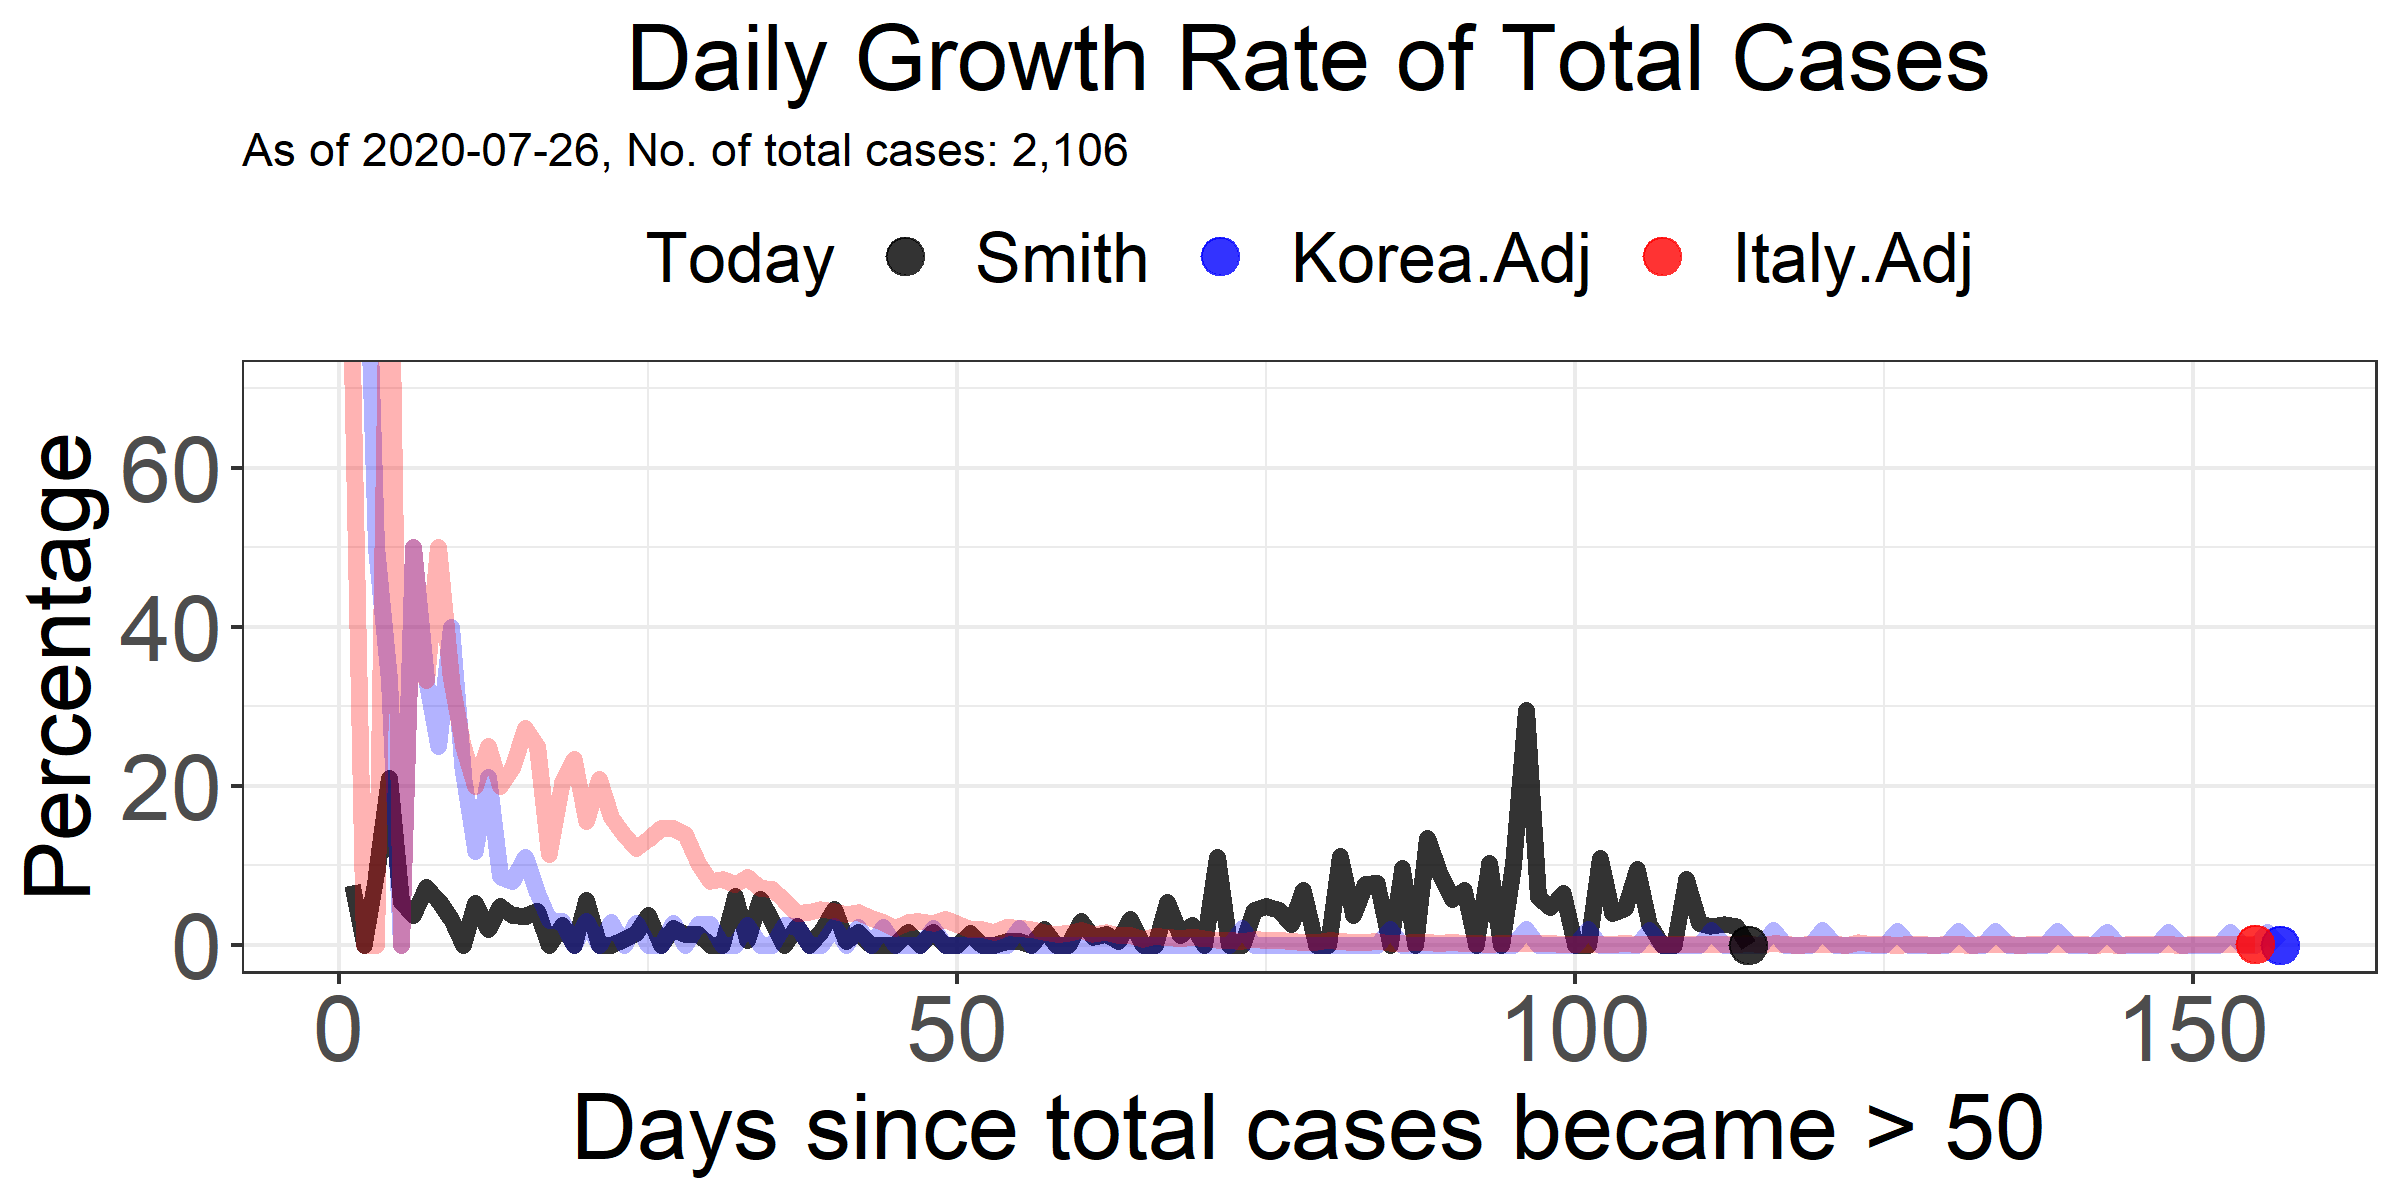 Daily Growth Rate of Total Cases
As of 2020-07-26, No. of total cases: 2,106
Today Smith Korea.Adj Italy.Adj
Percentage
60
40
20
0
0 50 100 150
Days since total cases became > 50